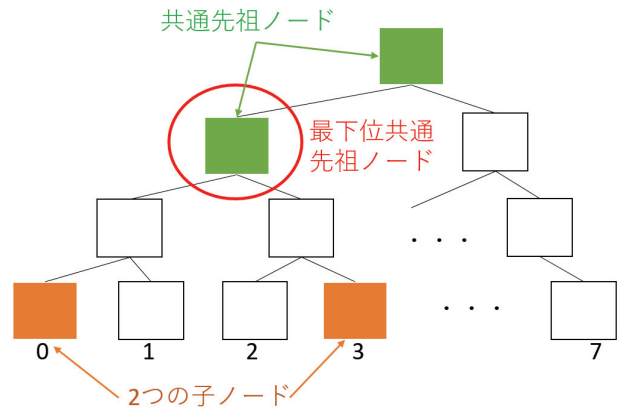 共通先祖ノード
最下位共通
先祖ノード
. . .
. . .
0 1 2 3 7
2つの子ノード